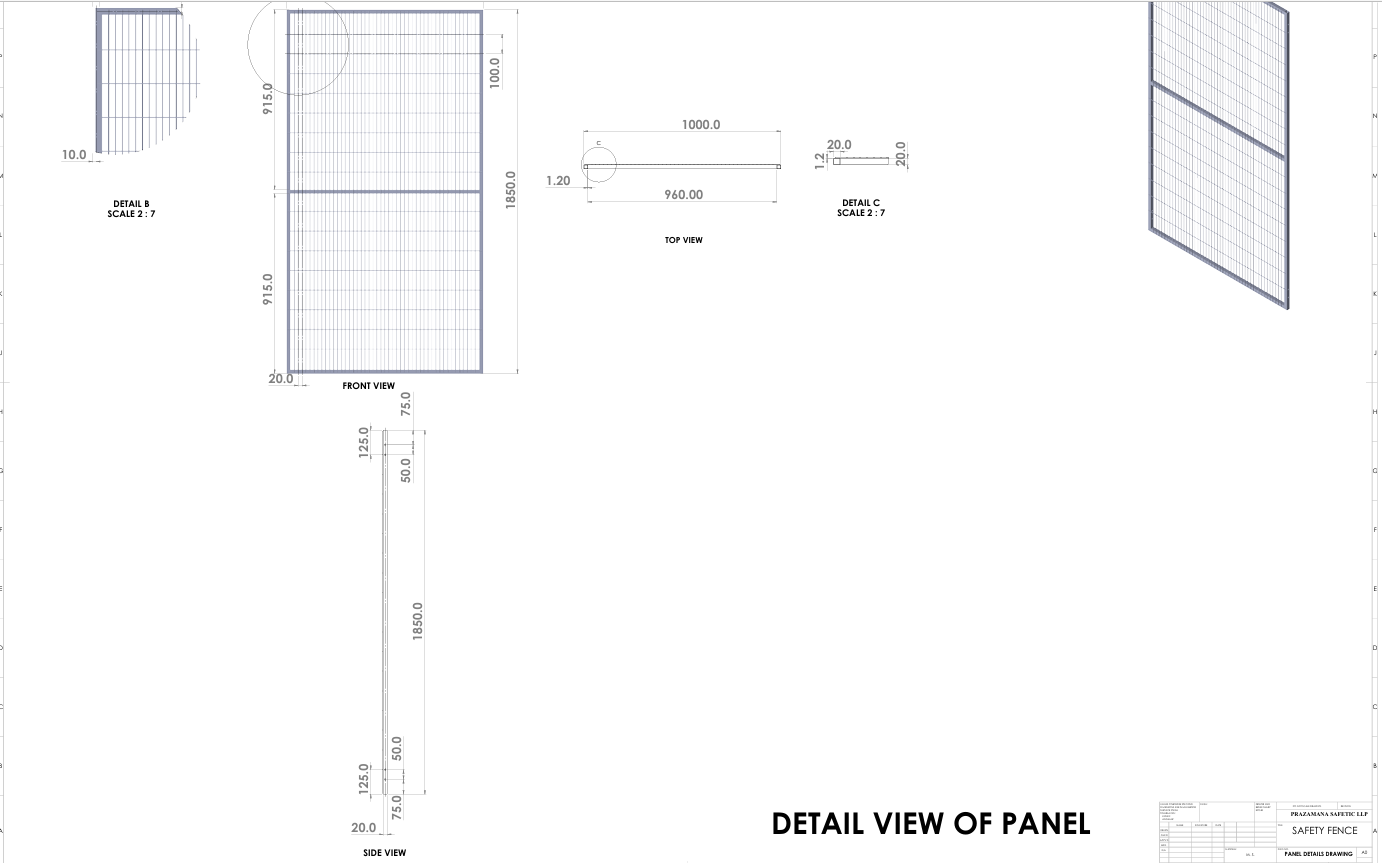 10.0
DETAIL B
SCALE 2 : 7
915.0
100.0
1850.0
915.0
20.0
FRONT VIEW
1000.0
C
1.20
960.00
TOP VIEW
20.0
1.2
20.0
DETAIL C
SCALE 2 : 7
75.0
125.0
50.0
1850.0
50.0
125.0
75.0
20.0
SIDE VIEW
DETAIL VIEW OF PANEL
PRAZAMANA SAFETIC LLP
SAFETY FENCE
PANEL DETAILS DRAWING
P
N
M
L
K
J
H
G
F
E
D
C
B
A